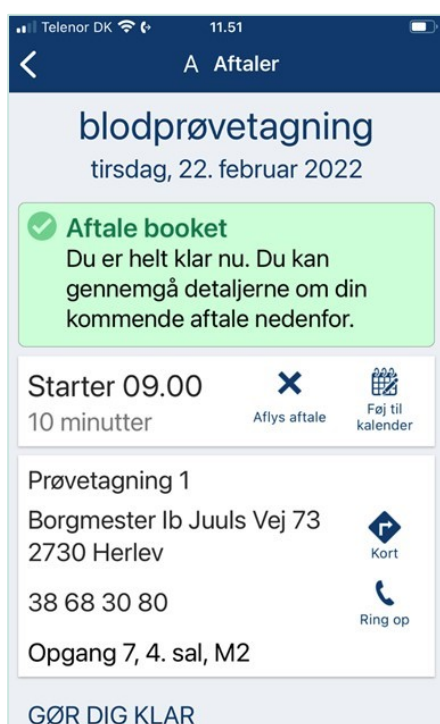 Telenor DK 11.51
A Aftaler
blodprøvetagning
tirsdag, 22. februar 2022
Aftale booket
Du er helt klar nu. Du kan
gennemgå detaljerne om din
kommende aftale nedenfor.
Starter 09.00
10 minutter
Aflys aftale
Føj til
kalender
Prøvetagning 1
Borgmester Ib Juuls Vej 73
2730 Herlev
Kort
38 68 30 80
Ring op
Opgang 7, 4. sal, M2
GØR DIG KLAR